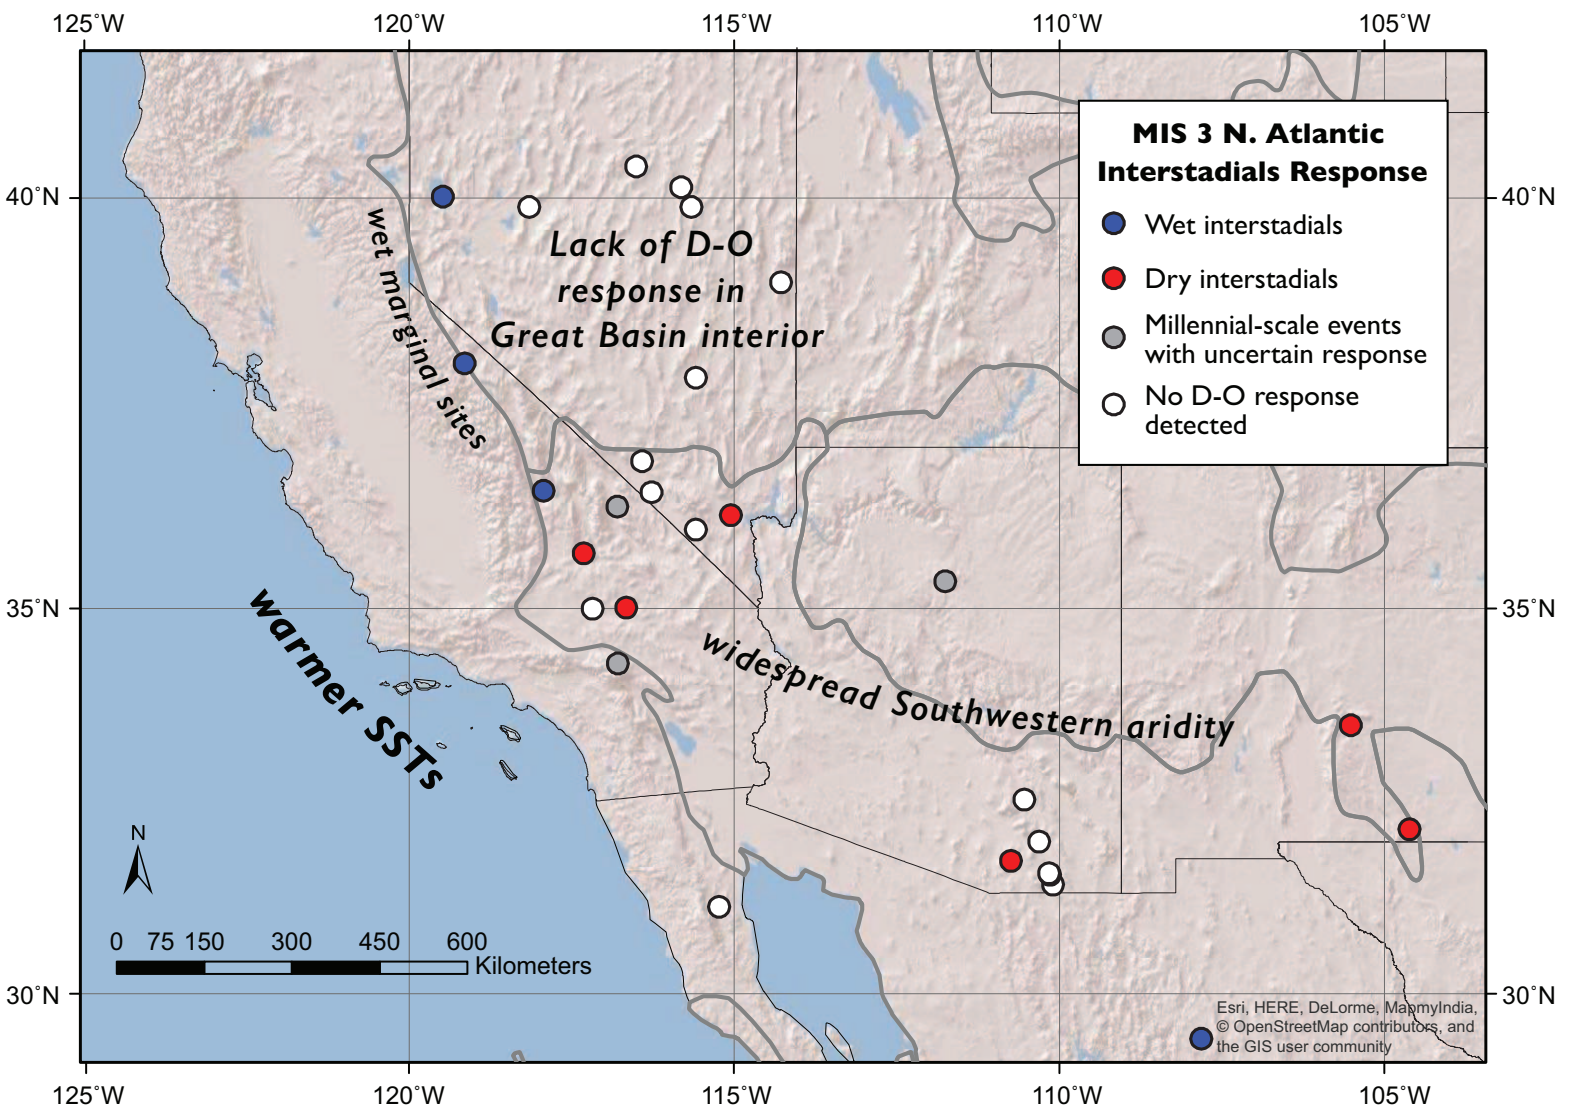 125°W 120°W 115°W 110°W 105°W
40°N
40°N
35°N
35°N
30°N
30°N
MIS 3 N. Atlantic
Interstadials Response
Wet interstadials
Dry interstadials
Millennial-scale events
with uncertain response
No D-O response
detected
Lack of D-O
response in
Great Basin interior
wet marginal sites
warmer SSTs
widespread Southwestern aridity
N
0 75 150 300 450 600
Kilometers
Esri, HERE, DeLorme, MapmyIndia,
© OpenStreetMap contributors, and
the GIS user community
125°W 120°W 115°W 110°W 105°W